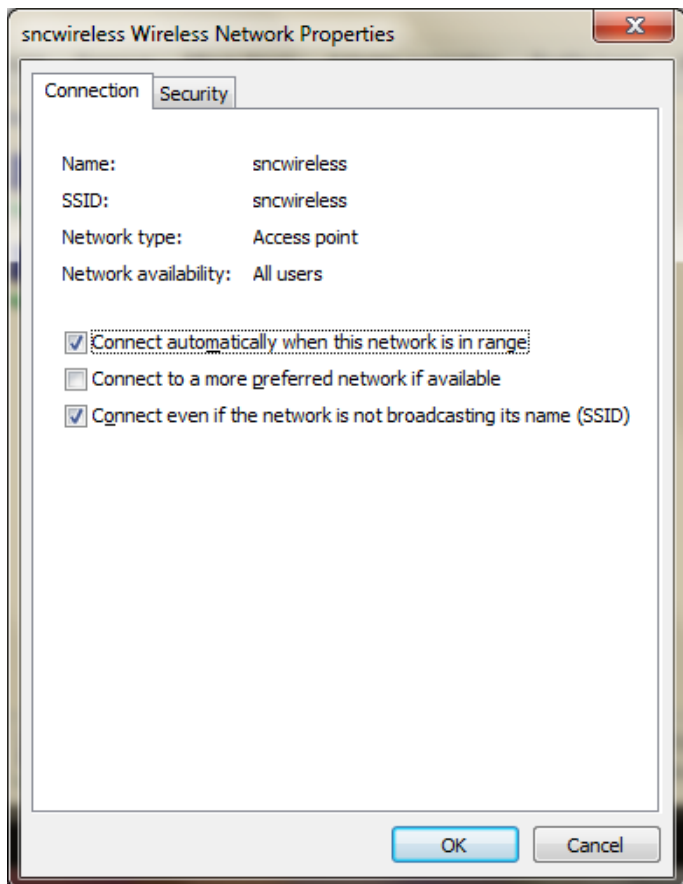 sncwireless Wireless Network Properties
Connection Security
Name: sncwireless
SSID: sncwireless
Network type: Access point
Network availability: All users
Connect automatically when this network is in range
Connect to a more preferred network if available
Connect even if the network is not broadcasting its name (SSID)
OK Cancel